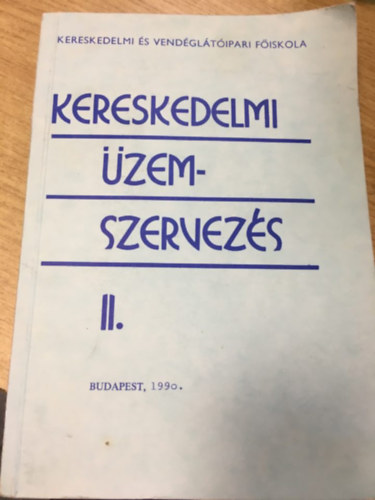 KERESKEDELMI ÉS VENDÉGLÁTÓIPARI FŐISKOLA
KERESKEDELMI
ÜZEM-
SZERVEZÉS
II.
BUDAPEST, 1990.